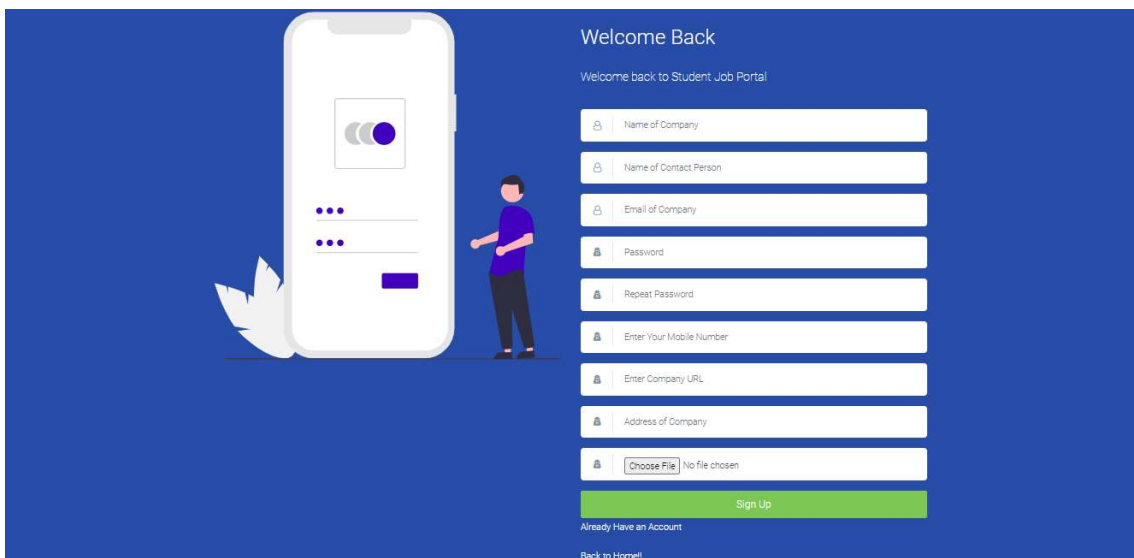 Welcome Back
Welcome back to Student Job Portal
Name of Company
Name of Contact Person
Email of Company
Password
Repeat Password
Enter Your Mobile Number
Enter Company URL
Address of Company
Choose File No file chosen
Sign Up
Already Have an Account
Back to Home!!